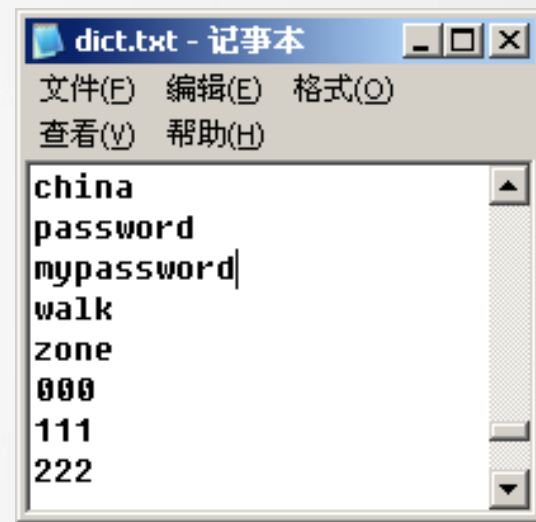 dict.txt - 记事本
文件(F) 编辑(E) 格式(O)
查看(V) 帮助(H)
china
password
mypassword
walk
zone
000
111
222